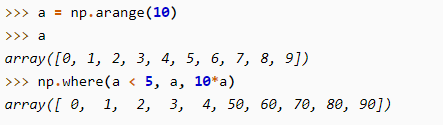 >>> a = np.arange(10)
>>> a
array([0, 1, 2, 3, 4, 5, 6, 7, 8, 9])
>>> np.where(a < 5, a, 10*a)
array([ 0,  1,  2,  3,  4, 50, 60, 70, 80, 90])